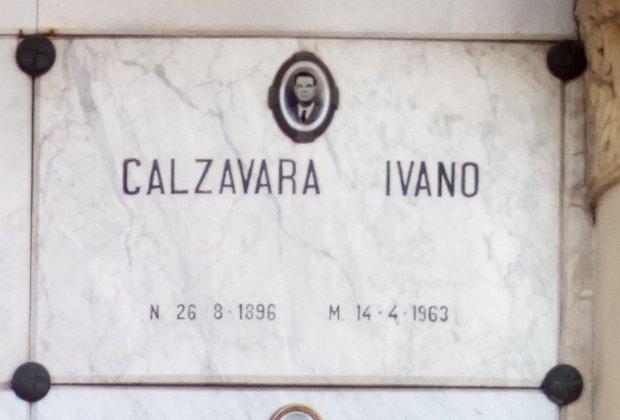 CALZAVARA IVANO
N. 26 8·1896 M. 14·4·1963